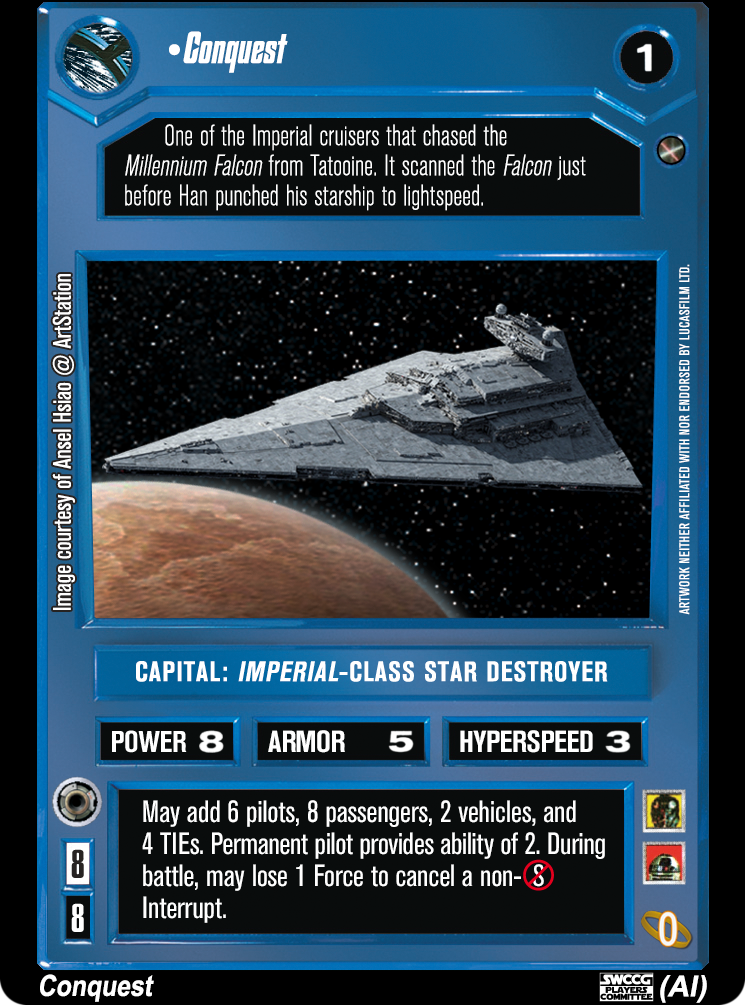 •Conquest
1
One of the Imperial cruisers that chased the
Millennium Falcon from Tatooine. It scanned the Falcon just
before Han punched his starship to lightspeed.
Image courtesy of Ansel Hsiao @ ArtStation
ARTWORK NEITHER AFFILIATED WITH NOR ENDORSED BY LUCASFILM LTD.
CAPITAL: IMPERIAL-CLASS STAR DESTROYER
POWER 8 ARMOR 5 HYPERSPEED 3
May add 6 pilots, 8 passengers, 2 vehicles, and
4 TIEs. Permanent pilot provides ability of 2. During
battle, may lose 1 Force to cancel a non-
Interrupt.
8
8
0
Conquest
SWCCG
PLAYERS
COMMITTEE
(AI)